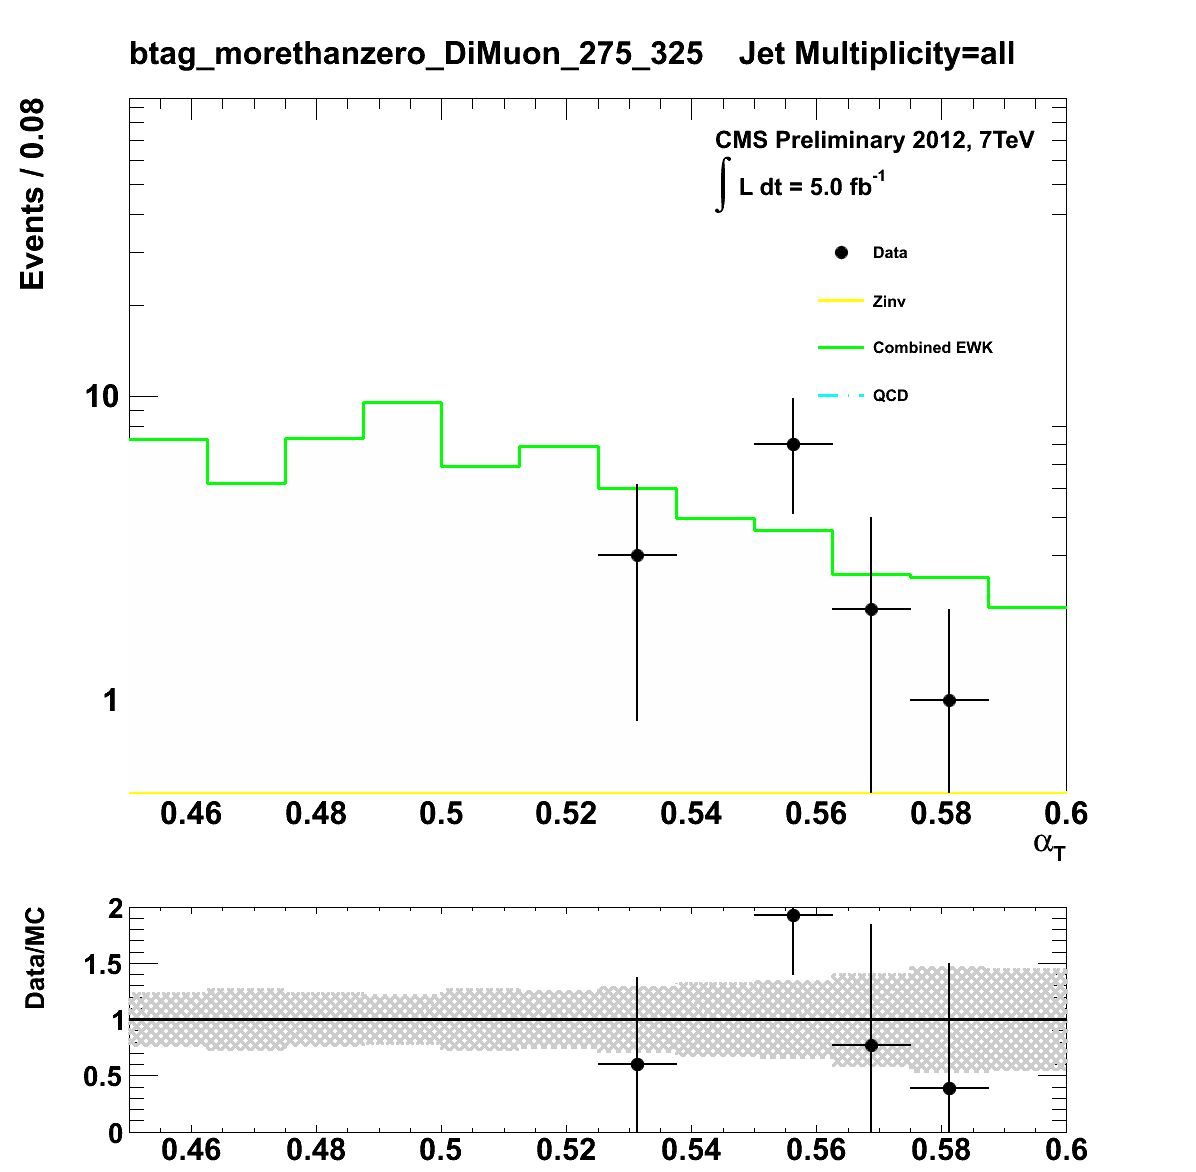 btag_morethanzero_DiMuon_275_325 Jet Multiplicity=all
Events / 0.08
CMS Preliminary 2012, 7TeV
∫ L dt = 5.0 fb⁻¹
Data
Zinv
Combined EWK
QCD
10
1
0.46 0.48 0.5 0.52 0.54 0.56 0.58 0.6
α_T
Data/MC
2
1.5
1
0.5
0
0.46 0.48 0.5 0.52 0.54 0.56 0.58 0.6